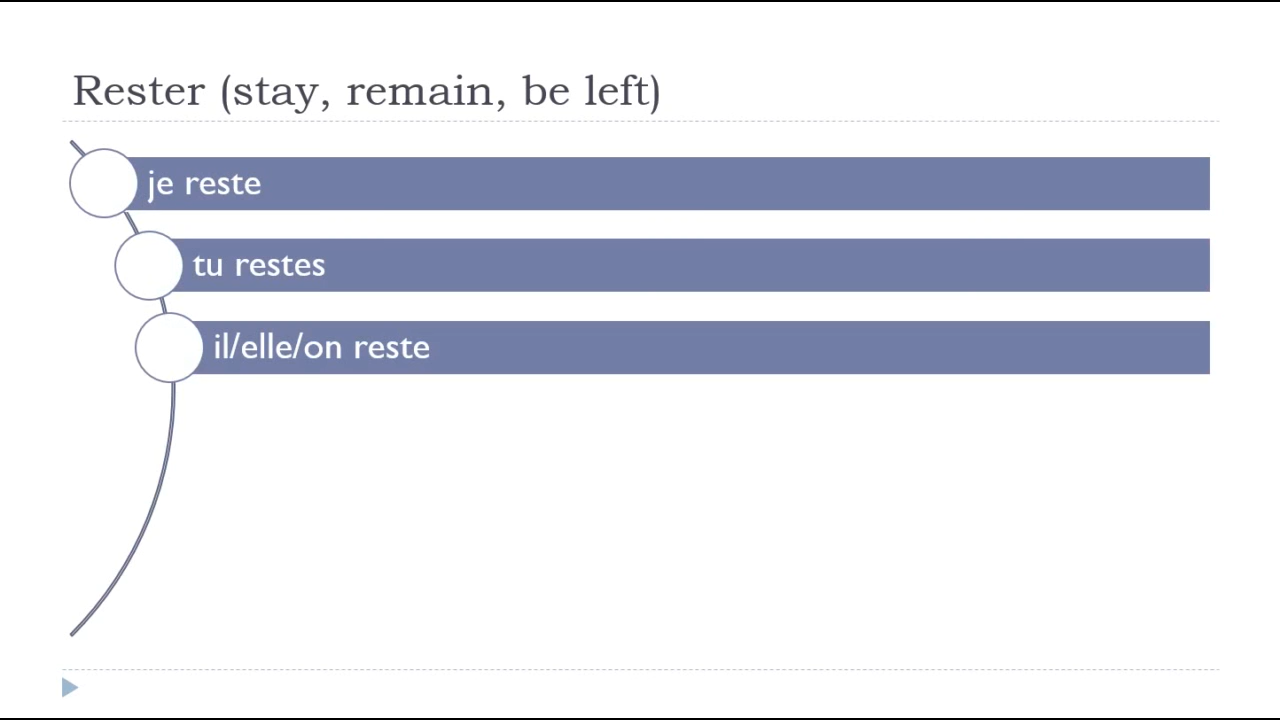 Rester (stay, remain, be left)
je reste
tu restes
il/elle/on reste